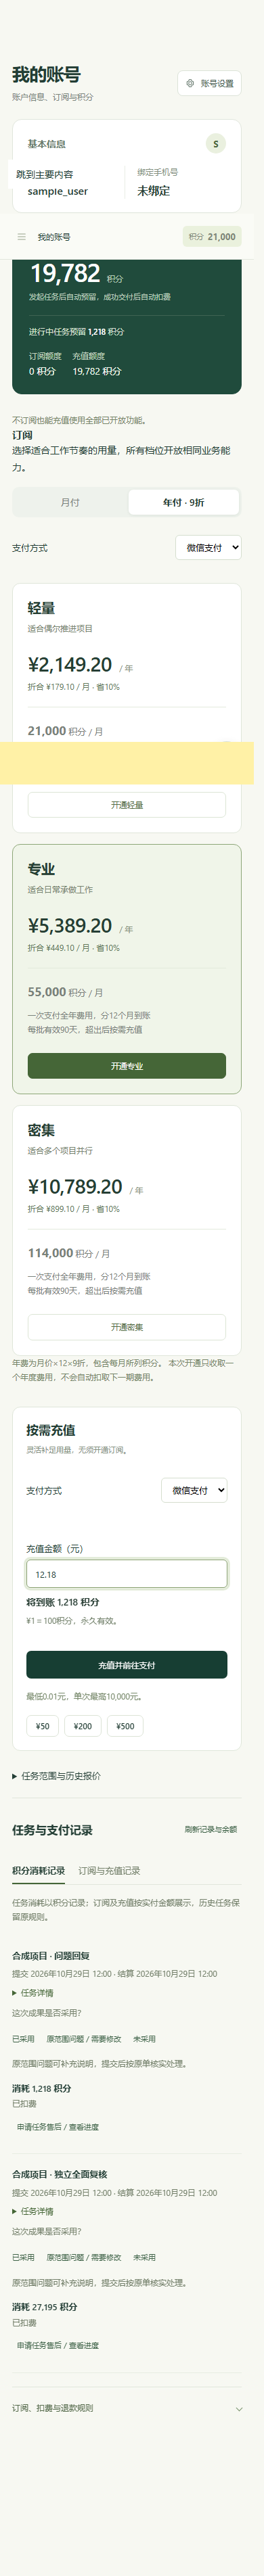 我的账号
账户信息、订阅与积分
账号设置
基本信息
S
跳到主要内容
sample_user
绑定手机号
未绑定
我的账号
积分 21,000
19,782 积分
发起任务后自动预留，成功交付后自动扣费
进行中任务预留 1,218 积分
订阅额度
0 积分
充值额度
19,782 积分
不订阅也能充值使用全部已开放功能。
订阅
选择适合工作节奏的用量，所有档位开放相同业务能
力。
月付
年付 · 9折
支付方式
微信支付
轻量
适合偶尔推进项目
¥2,149.20 / 年
折合 ¥179.10 / 月 · 省10%
21,000 积分 / 月
开通轻量
专业
适合日常承做工作
¥5,389.20 / 年
折合 ¥449.10 / 月 · 省10%
55,000 积分 / 月
一次支付全年费用，分12个月到账
每批有效90天，超出后按需充值
开通专业
密集
适合多个项目并行
¥10,789.20 / 年
折合 ¥899.10 / 月 · 省10%
114,000 积分 / 月
一次支付全年费用，分12个月到账
每批有效90天，超出后按需充值
开通密集
年费为月价×12×9折，包含每月所列积分。 本次开通只收取一
个年度费用，不会自动扣取下一期费用。
按需充值
灵活补足用量，无须开通订阅。
支付方式
微信支付
充值金额（元）
12.18
将到账 1,218 积分
¥1 = 100积分，永久有效。
充值并前往支付
最低0.01元，单次最高10,000元。
¥50
¥200
¥500
任务范围与历史报价
任务与支付记录
刷新记录与余额
积分消耗记录
订阅与充值记录
任务消耗以积分记录；订阅及充值按实付金额展示，历史任务保
留原规则。
合成项目 · 问题回复
提交 2026年10月29日 12:00 · 结算 2026年10月29日 12:00
任务详情
这次成果是否采用？
已采用
原范围问题 / 需要修改
未采用
原范围问题可补充说明，提交后按原单核实处理。
消耗 1,218 积分
已扣费
申请任务售后 / 查看进度
合成项目 · 独立全面复核
提交 2026年10月29日 12:00 · 结算 2026年10月29日 12:00
任务详情
这次成果是否采用？
已采用
原范围问题 / 需要修改
未采用
原范围问题可补充说明，提交后按原单核实处理。
消耗 27,195 积分
已扣费
申请任务售后 / 查看进度
订阅、扣费与退款规则